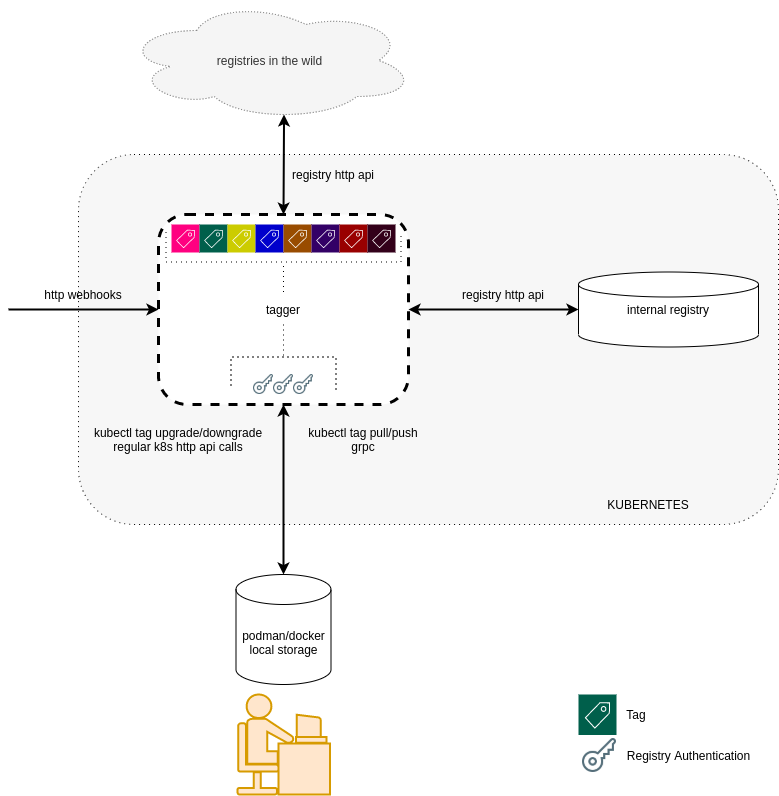 registries in the wild
registry http api
http webhooks
tagger
registry http api
internal registry
kubectl tag upgrade/downgrade
regular k8s http api calls
kubectl tag pull/push
grpc
KUBERNETES
podman/docker
local storage
Tag
Registry Authentication